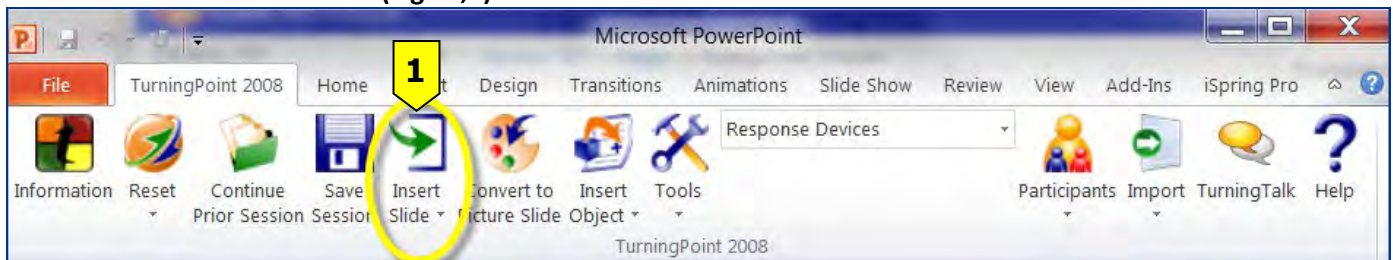 Microsoft PowerPoint
File TurningPoint 2008 Home Design Transitions Animations Slide Show Review View Add-Ins iSpring Pro
1
Response Devices
Information Reset Continue Save Insert Convert to Insert Tools Participants Import TurningTalk Help
Prior Session Session Slide Picture Slide Object
TurningPoint 2008